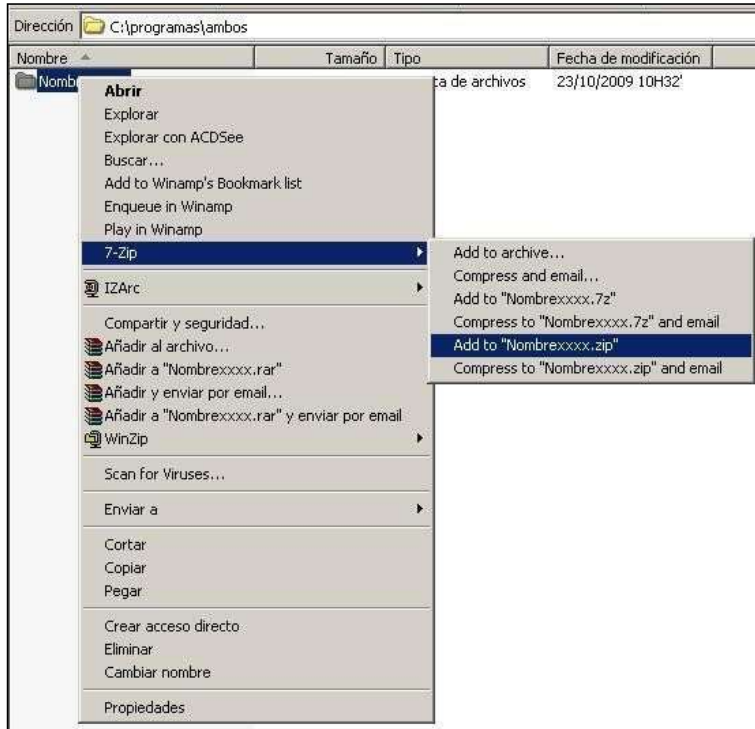 Dirección C:\programas\ambos
Nombre Tamaño Tipo Fecha de modificación
Nomb ta de archivos 23/10/2009 10H32'
Abrir
Explorar
Explorar con ACDSee
Buscar...
Add to Winamp's Bookmark list
Enqueue in Winamp
Play in Winamp
7-Zip
IZArc
Compartir y seguridad...
Añadir al archivo...
Añadir a "Nombrexxxx.rar"
Añadir y enviar por email...
Añadir a "Nombrexxxx.rar" y enviar por email
WinZip
Scan for Viruses...
Enviar a
Cortar
Copiar
Pegar
Crear acceso directo
Eliminar
Cambiar nombre
Propiedades
Add to archive...
Compress and email...
Add to "Nombrexxxx.7z"
Compress to "Nombrexxxx.7z" and email
Add to "Nombrexxxx.zip"
Compress to "Nombrexxxx.zip" and email